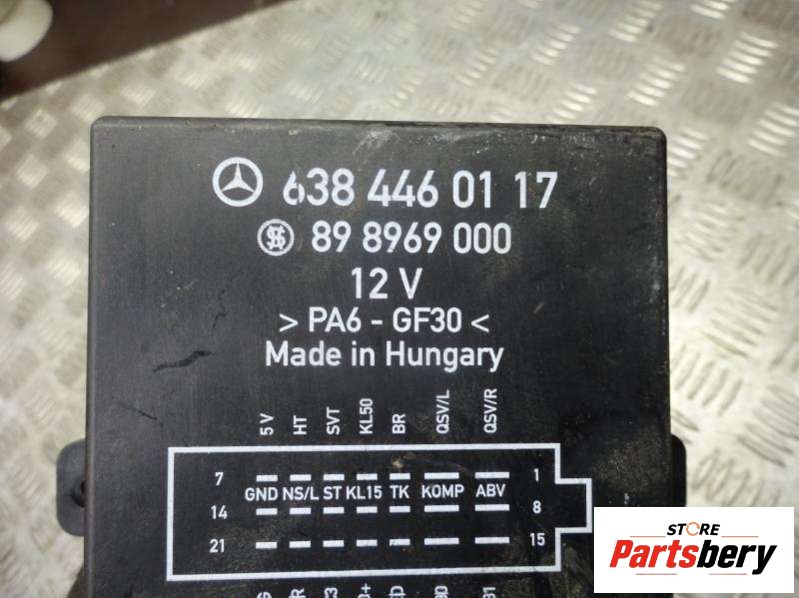 638 446 01 17
89 8969 000
12 V
> PA6 - GF30 <
Made in Hungary
5 V HT SVT KL50 BR QSV/L QSV/R
7 1
GND NS/L ST KL15 TK KOMP ABV
14 8
21 15
STORE
Partsbery